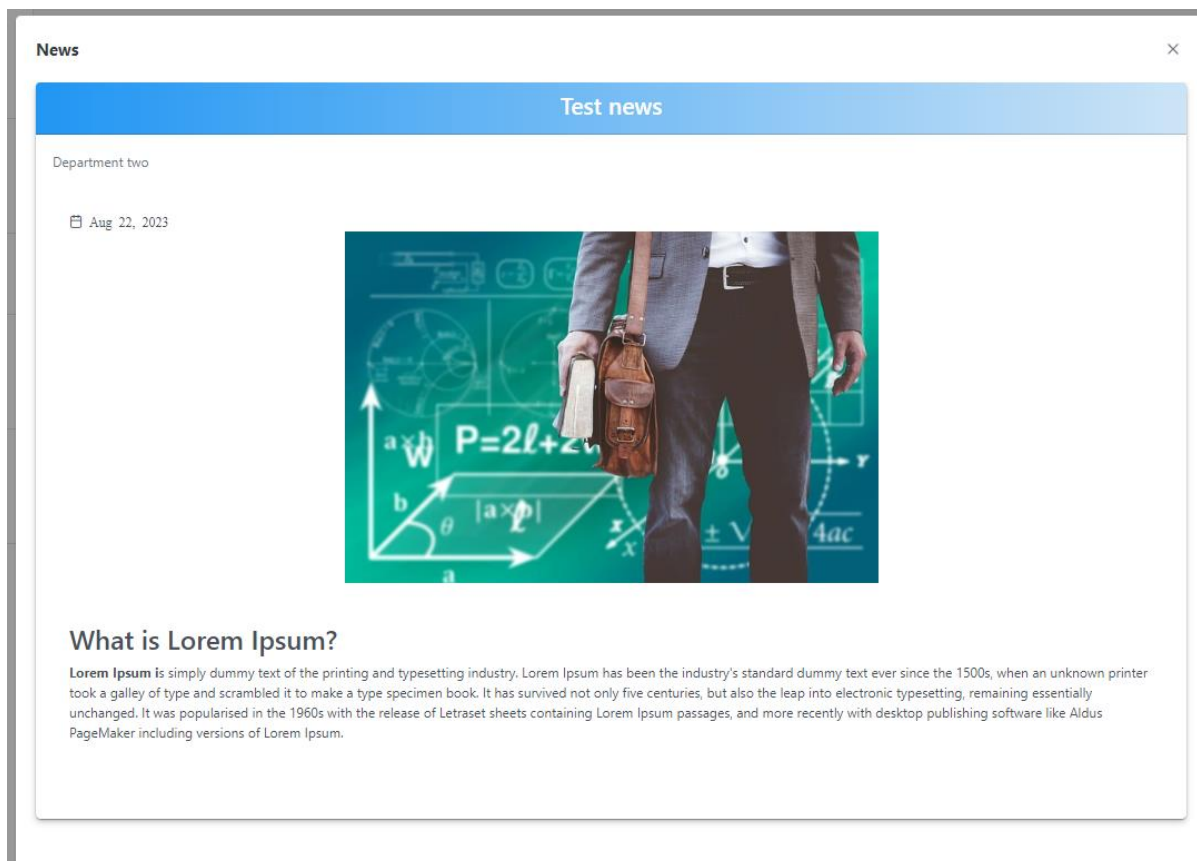 News
Test news
Department two
Aug 22, 2023
a×b
W
P=2ℓ+2
b
θ
|a×b|
ℓ
a
Y
x
x
± √
4ac
What is Lorem Ipsum?
Lorem Ipsum is simply dummy text of the printing and typesetting industry. Lorem Ipsum has been the industry's standard dummy text ever since the 1500s, when an unknown printer
took a galley of type and scrambled it to make a type specimen book. It has survived not only five centuries, but also the leap into electronic typesetting, remaining essentially
unchanged. It was popularised in the 1960s with the release of Letraset sheets containing Lorem Ipsum passages, and more recently with desktop publishing software like Aldus
PageMaker including versions of Lorem Ipsum.